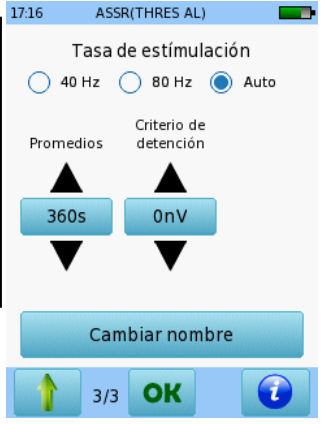 17:16 ASSR(THRES AL)
Tasa de estímulación
40 Hz 80 Hz Auto
Promedios
Criterio de
detención
360s 0nV
Cambiar nombre
3/3 OK i